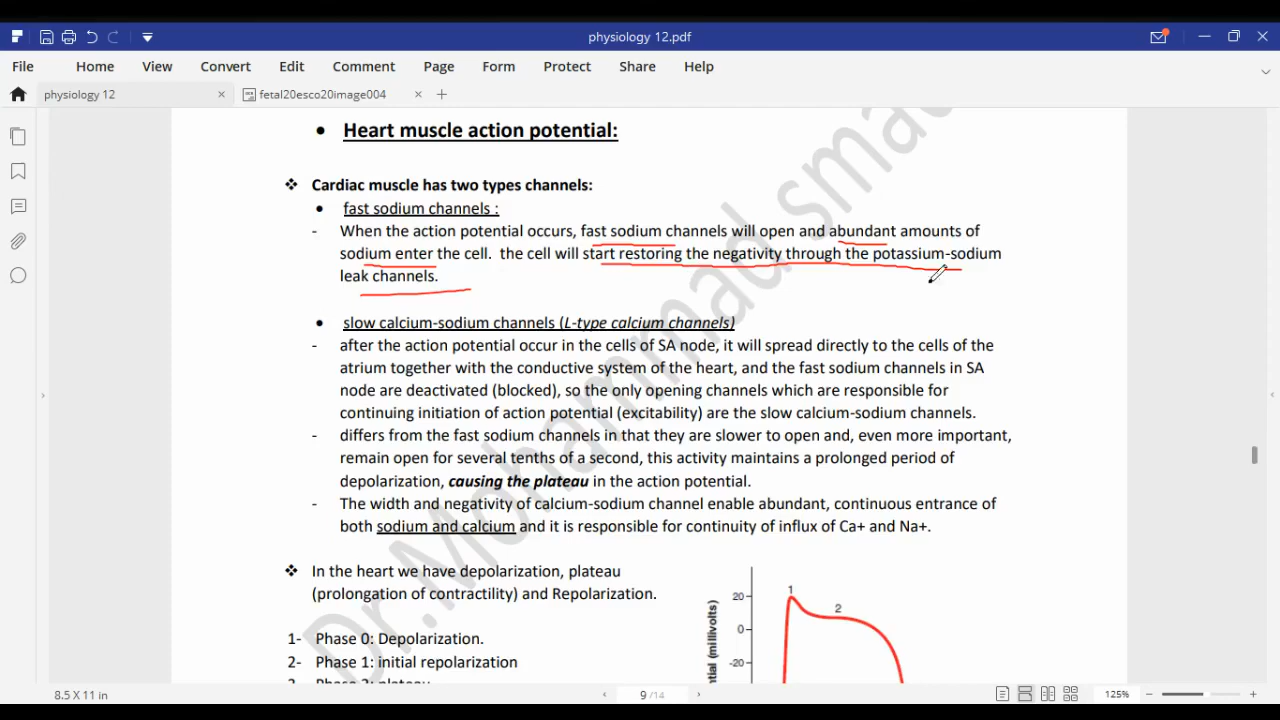 physiology 12.pdf
File Home View Convert Edit Comment Page Form Protect Share Help
physiology 12 fetal20esco20image004
• Heart muscle action potential:
❖ Cardiac muscle has two types channels:
• fast sodium channels :
- When the action potential occurs, fast sodium channels will open and abundant amounts of
sodium enter the cell. the cell will start restoring the negativity through the potassium-sodium
leak channels.
• slow calcium-sodium channels (L-type calcium channels)
- after the action potential occur in the cells of SA node, it will spread directly to the cells of the
atrium together with the conductive system of the heart, and the fast sodium channels in SA
node are deactivated (blocked), so the only opening channels which are responsible for
continuing initiation of action potential (excitability) are the slow calcium-sodium channels.
- differs from the fast sodium channels in that they are slower to open and, even more important,
remain open for several tenths of a second, this activity maintains a prolonged period of
depolarization, causing the plateau in the action potential.
- The width and negativity of calcium-sodium channel enable abundant, continuous entrance of
both sodium and calcium and it is responsible for continuity of influx of Ca+ and Na+.
❖ In the heart we have depolarization, plateau
(prolongation of contractility) and Repolarization.
1- Phase 0: Depolarization.
2- Phase 1: initial repolarization
3- Phase 2: plateau
20
0
-20
1
2
(millivolts)
Dr.Mohammad smad
8.5 X 11 in
9 /14
125%